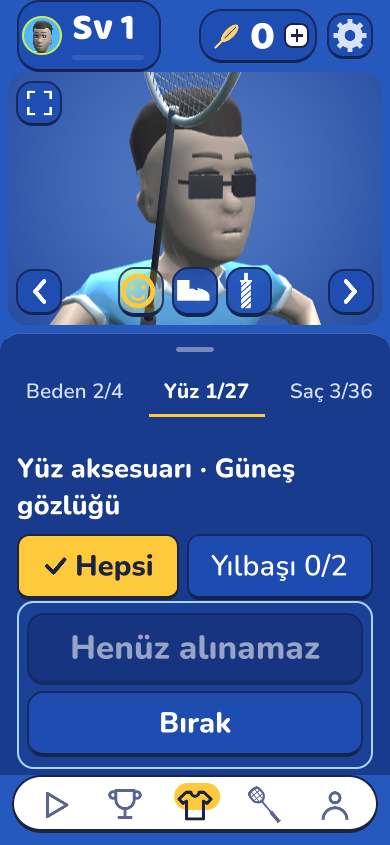 Sv 1
0
Beden 2/4
Yüz 1/27
Saç 3/36
Yüz aksesuarı · Güneş
gözlüğü
Hepsi
Yılbaşı 0/2
Henüz alınamaz
Bırak